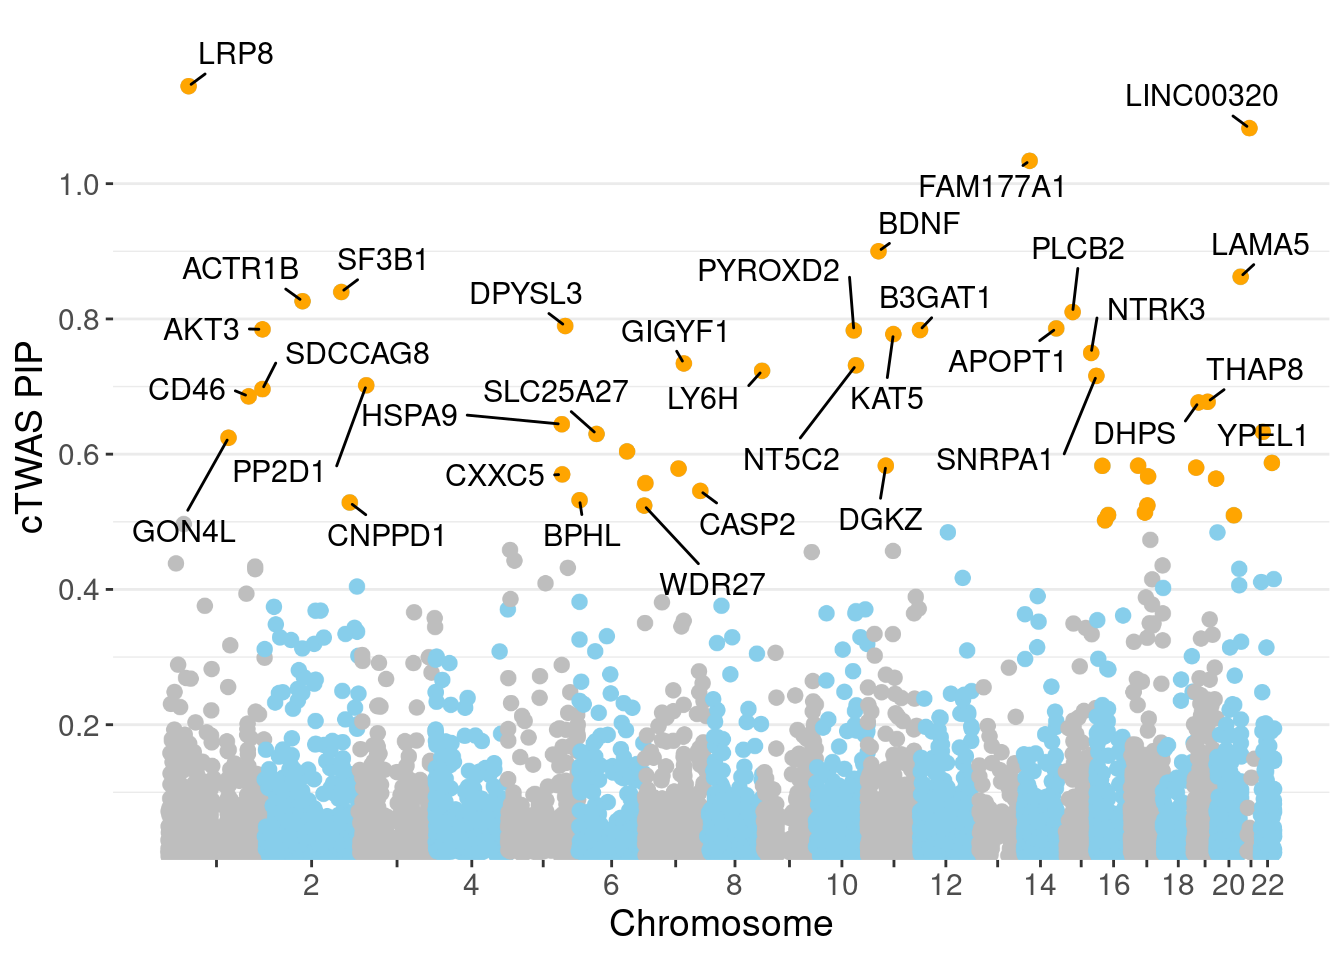 LRP8
LINC00320
1.0
FAM177A1
BDNF
PLCB2
LAMA5
SF3B1
ACTR1B
PYROXD2
DPYSL3
B3GAT1
NTRK3
0.8
AKT3
GIGYF1
SDCCAG8
APOPT1
THAP8
CD46
SLC25A27
LY6H
KAT5
HSPA9
DHPS
YPEL1
0.6
PP2D1
CXXC5
NT5C2
SNRPA1
GON4L
CNPPD1
BPHL
CASP2
DGKZ
WDR27
0.4
0.2
cTWAS PIP
2 4 6 8 10 12 14 16 18 20 22
Chromosome